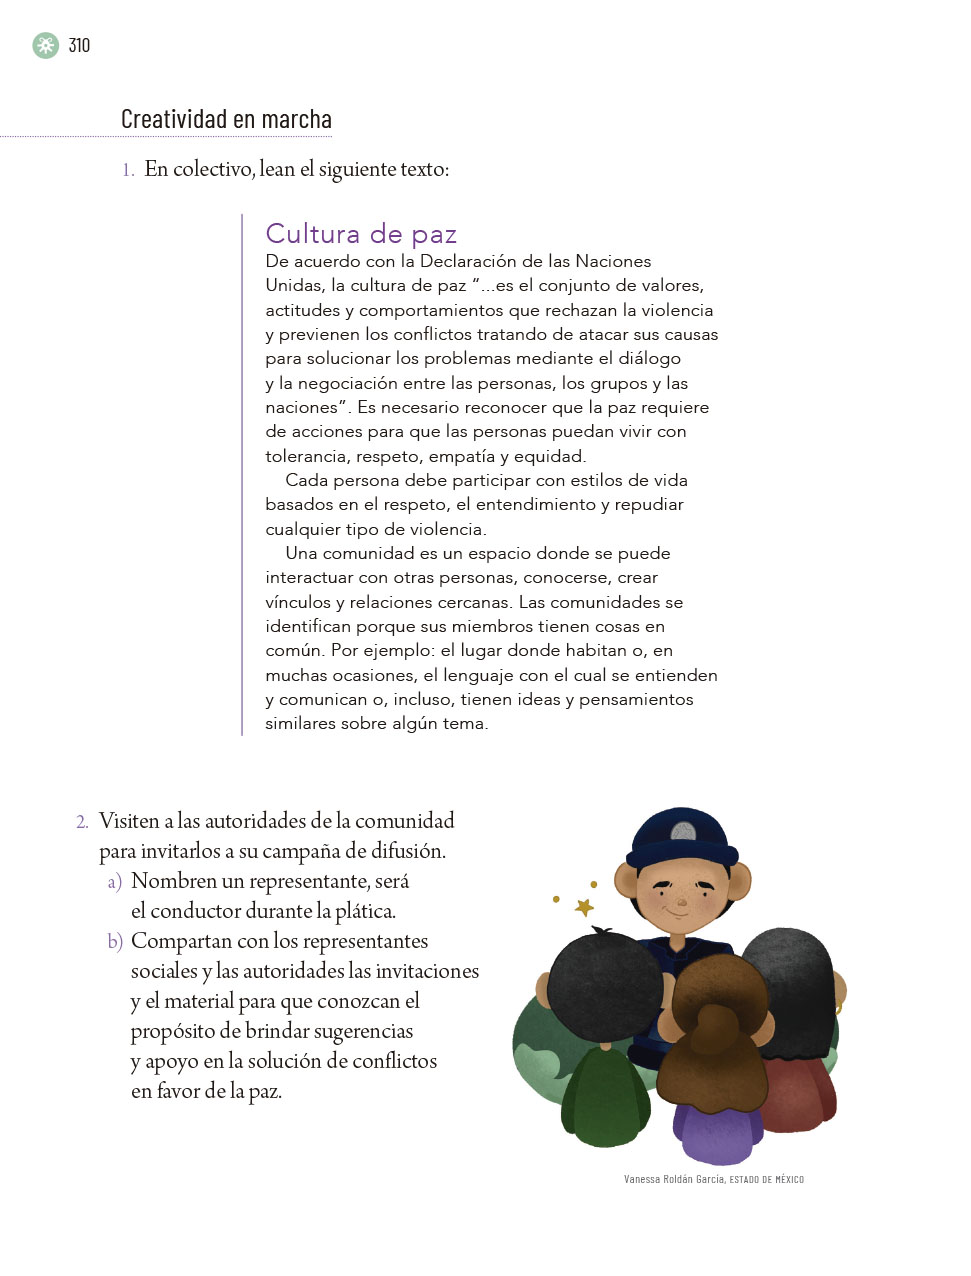 310
Creatividad en marcha
1. En colectivo, lean el siguiente texto:
Cultura de paz
De acuerdo con la Declaración de las Naciones
Unidas, la cultura de paz “...es el conjunto de valores,
actitudes y comportamientos que rechazan la violencia
y previenen los conflictos tratando de atacar sus causas
para solucionar los problemas mediante el diálogo
y la negociación entre las personas, los grupos y las
naciones”. Es necesario reconocer que la paz requiere
de acciones para que las personas puedan vivir con
tolerancia, respeto, empatía y equidad.
Cada persona debe participar con estilos de vida
basados en el respeto, el entendimiento y repudiar
cualquier tipo de violencia.
Una comunidad es un espacio donde se puede
interactuar con otras personas, conocerse, crear
vínculos y relaciones cercanas. Las comunidades se
identifican porque sus miembros tienen cosas en
común. Por ejemplo: el lugar donde habitan o, en
muchas ocasiones, el lenguaje con el cual se entienden
y comunican o, incluso, tienen ideas y pensamientos
similares sobre algún tema.
2. Visiten a las autoridades de la comunidad
para invitarlos a su campaña de difusión.
a) Nombren un representante, será
el conductor durante la plática.
b) Compartan con los representantes
sociales y las autoridades las invitaciones
y el material para que conozcan el
propósito de brindar sugerencias
y apoyo en la solución de conflictos
en favor de la paz.
Vanessa Roldán García, ESTADO DE MÉXICO